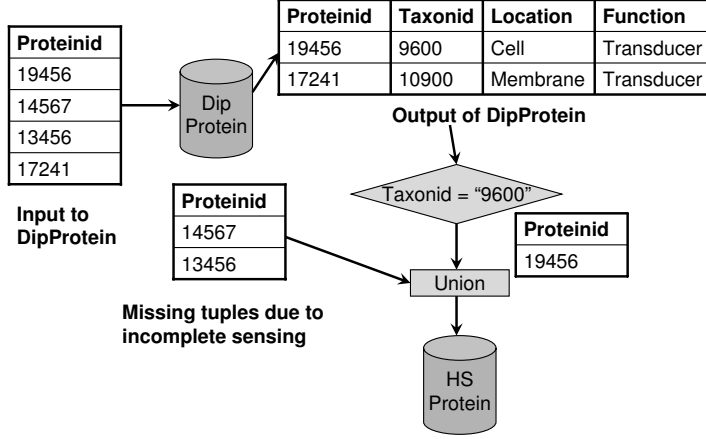 Proteinid
19456
14567
13456
17241
Input to
DipProtein
Dip
Protein
Proteinid Taxonid Location Function
19456 9600 Cell Transducer
17241 10900 Membrane Transducer
Output of DipProtein
Taxonid = “9600”
Proteinid
14567
13456
Missing tuples due to
incomplete sensing
Proteinid
19456
Union
HS
Protein